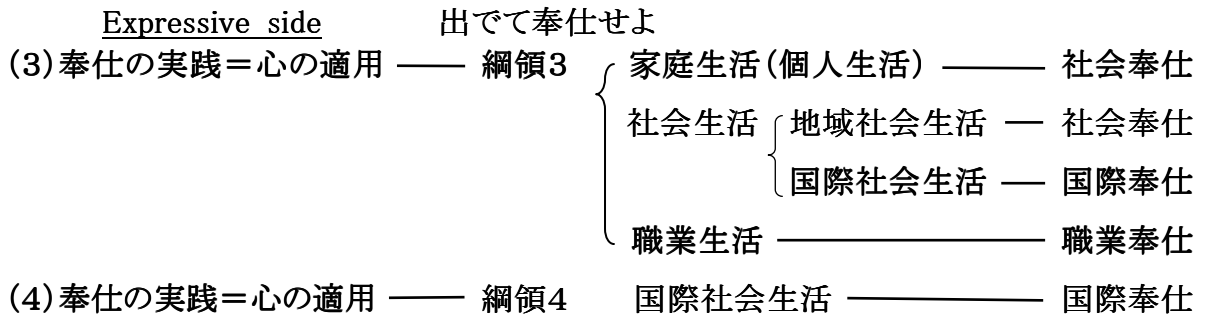 Expressive side 出でて奉仕せよ
(3)奉仕の実践＝心の適用 綱領3 家庭生活(個人生活) 社会奉仕
社会生活 地域社会生活 社会奉仕
国際社会生活 国際奉仕
職業生活 職業奉仕
(4)奉仕の実践＝心の適用 綱領4 国際社会生活 国際奉仕